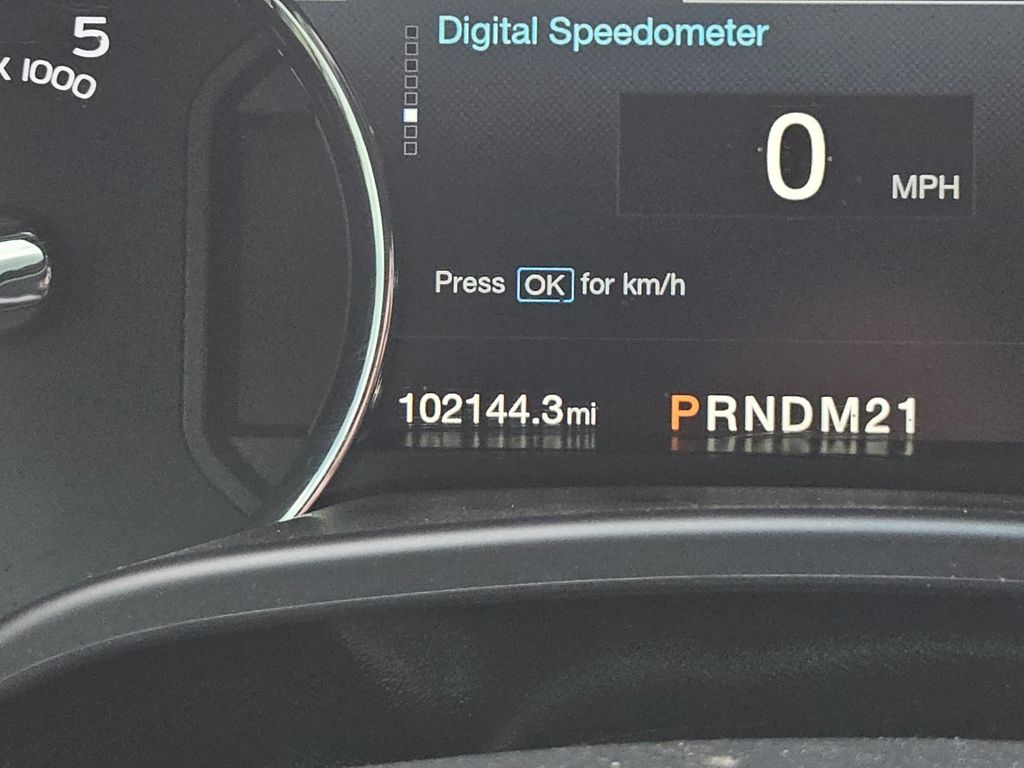 5
x 1000
Digital Speedometer
0 MPH
Press OK for km/h
102144.3mi PRNDM21